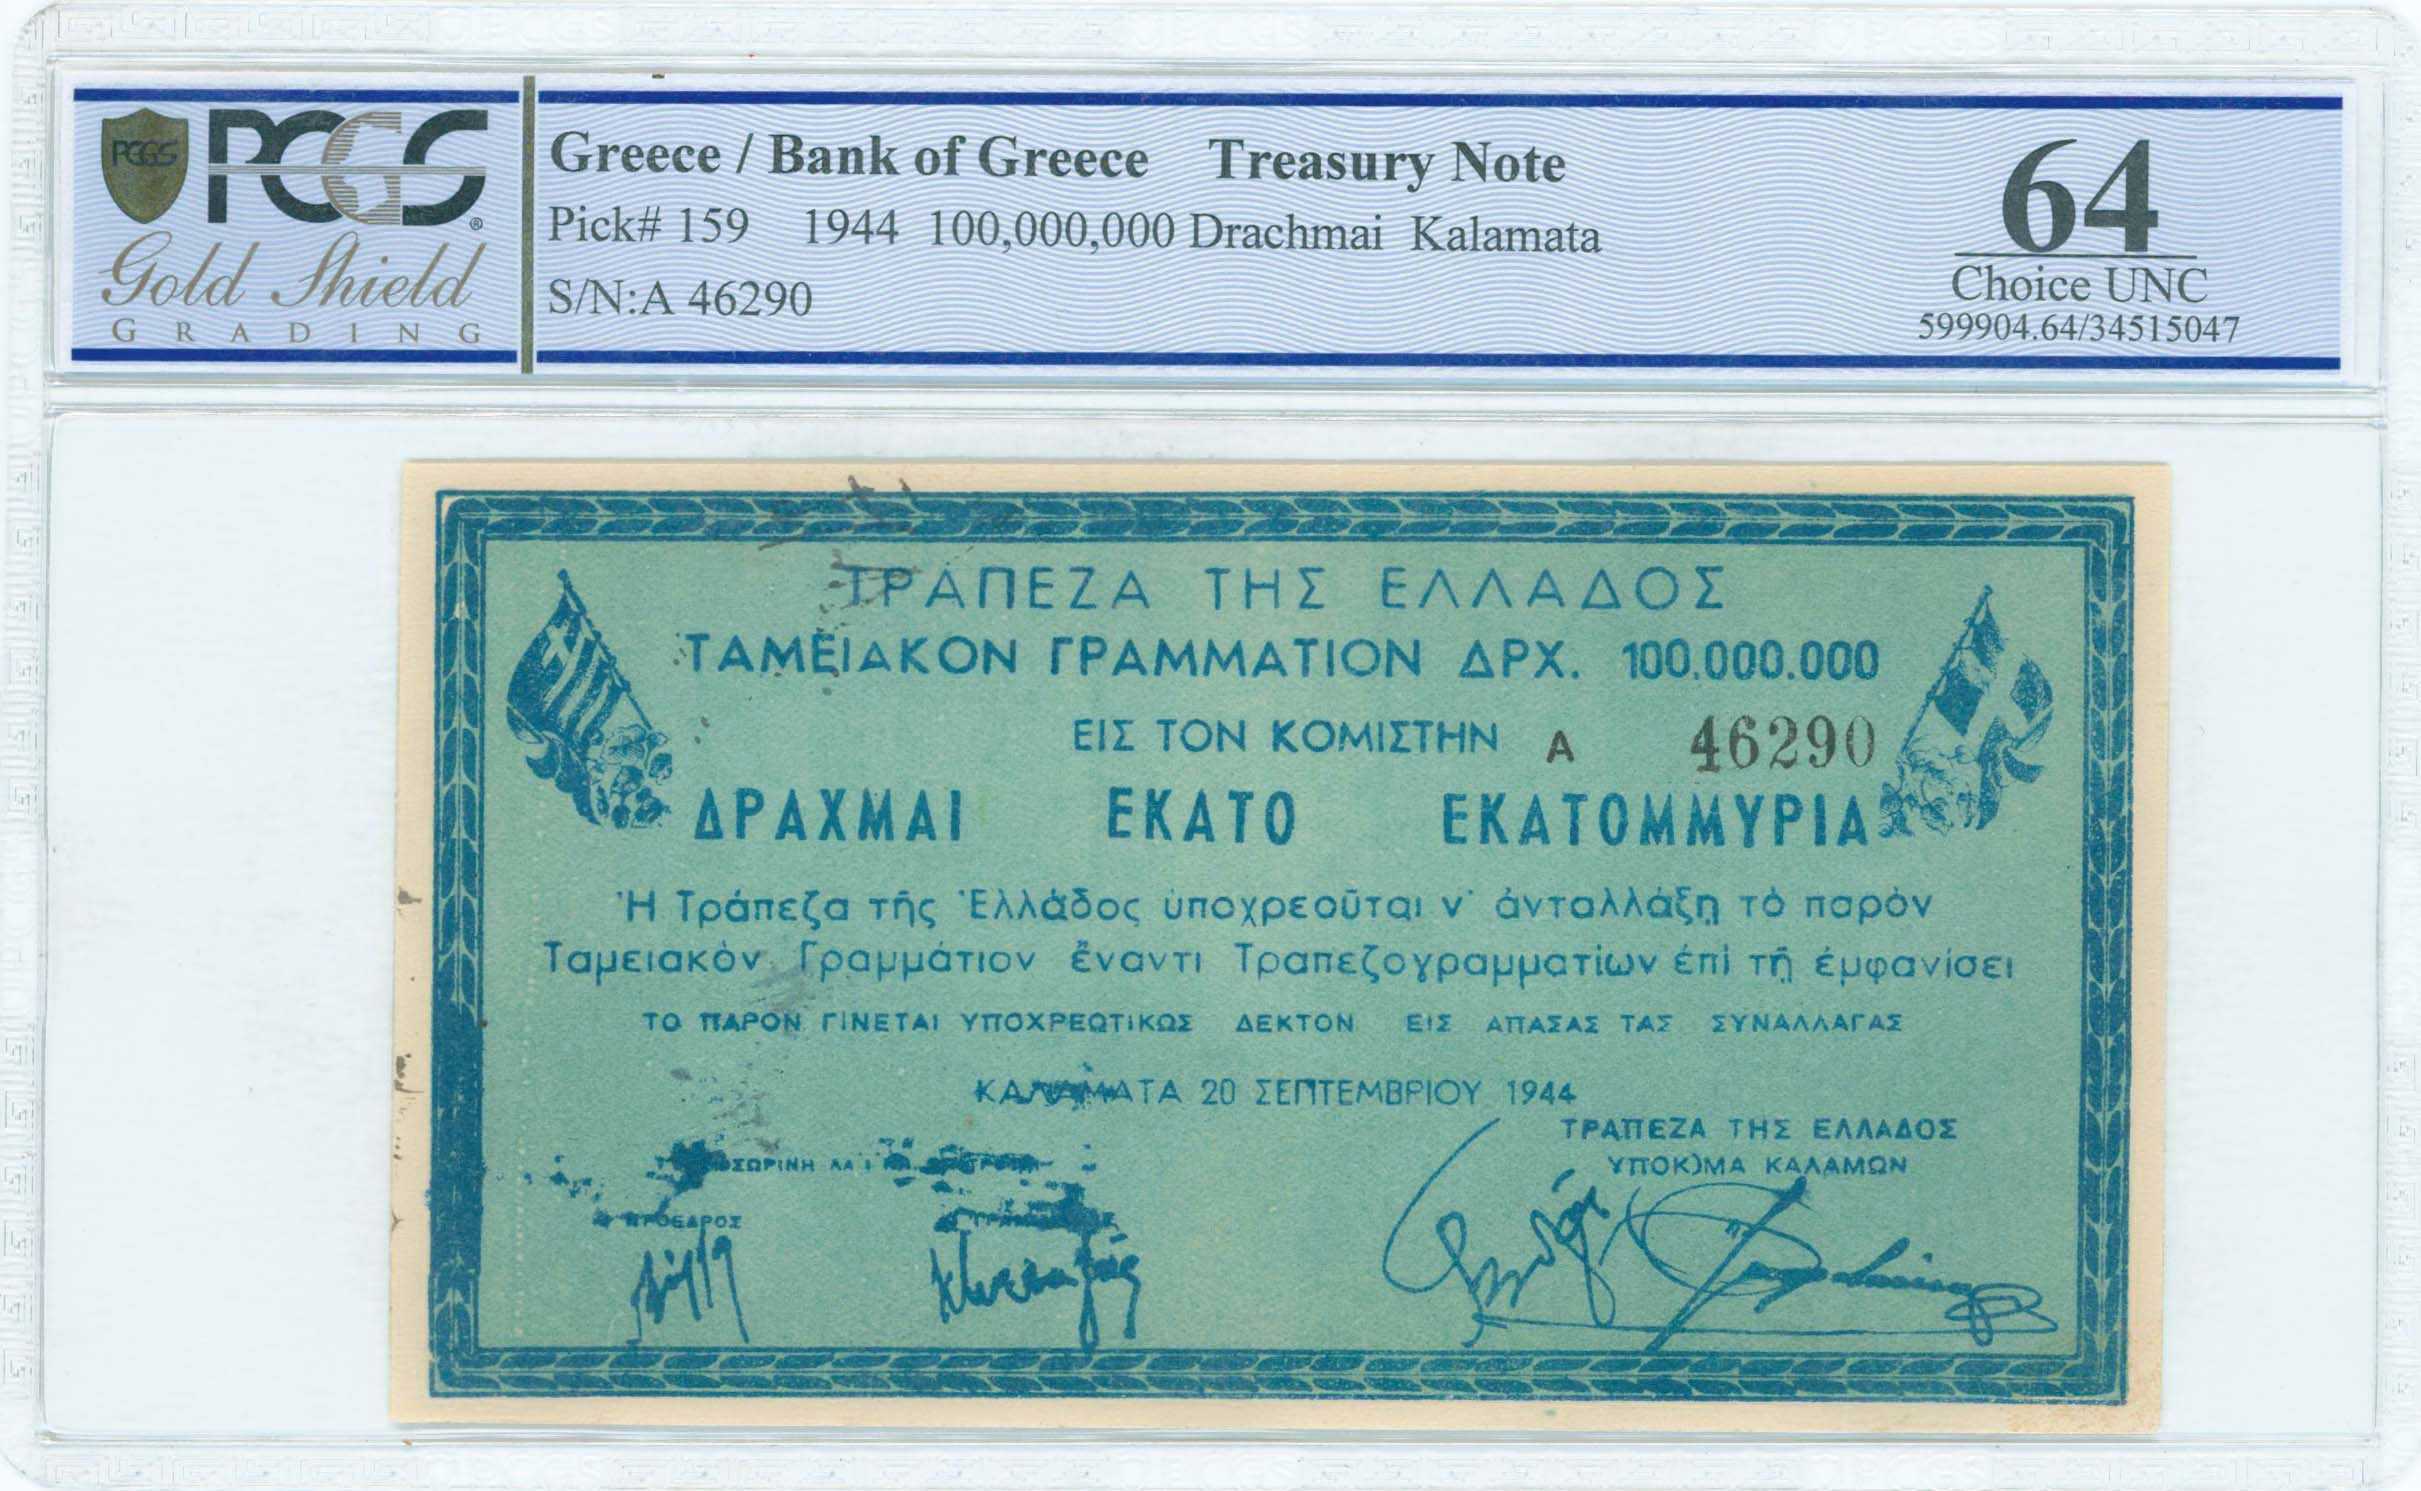 PCGS
PCGS
Gold Shield
GRADING
Greece / Bank of Greece Treasury Note
Pick# 159 1944 100,000,000 Drachmai Kalamata
S/N:A 46290
64
Choice UNC
599904.64/34515047
ΤΡΑΠΕΖΑ ΤΗΣ ΕΛΛΑΔΟΣ
ΤΑΜΕΙΑΚΟΝ ΓΡΑΜΜΑΤΙΟΝ ΔΡΧ. 100.000.000
ΕΙΣ ΤΟΝ ΚΟΜΙΣΤΗΝ Α 46290
ΔΡΑΧΜΑΙ ΕΚΑΤΟ ΕΚΑΤΟΜΜΥΡΙΑ
Ἡ Τράπεζα τῆς Ἑλλάδος ὑποχρεοῦται ν' ἀνταλλάξῃ τὸ παρὸν
Ταμειακὸν Γραμμάτιον ἔναντι Τραπεζογραμματίων ἐπὶ τῇ ἐμφανίσει
ΤΟ ΠΑΡΟΝ ΓΙΝΕΤΑΙ ΥΠΟΧΡΕΩΤΙΚΩΣ ΔΕΚΤΟΝ ΕΙΣ ΑΠΑΣΑΣ ΤΑΣ ΣΥΝΑΛΛΑΓΑΣ
ΚΑΛΑΜΑΤΑ 20 ΣΕΠΤΕΜΒΡΙΟΥ 1944
ΤΡΑΠΕΖΑ ΤΗΣ ΕΛΛΑΔΟΣ
ΥΠΟΚ)ΜΑ ΚΑΛΑΜΩΝ
Ο ΠΡΟΕΔΡΟΣ